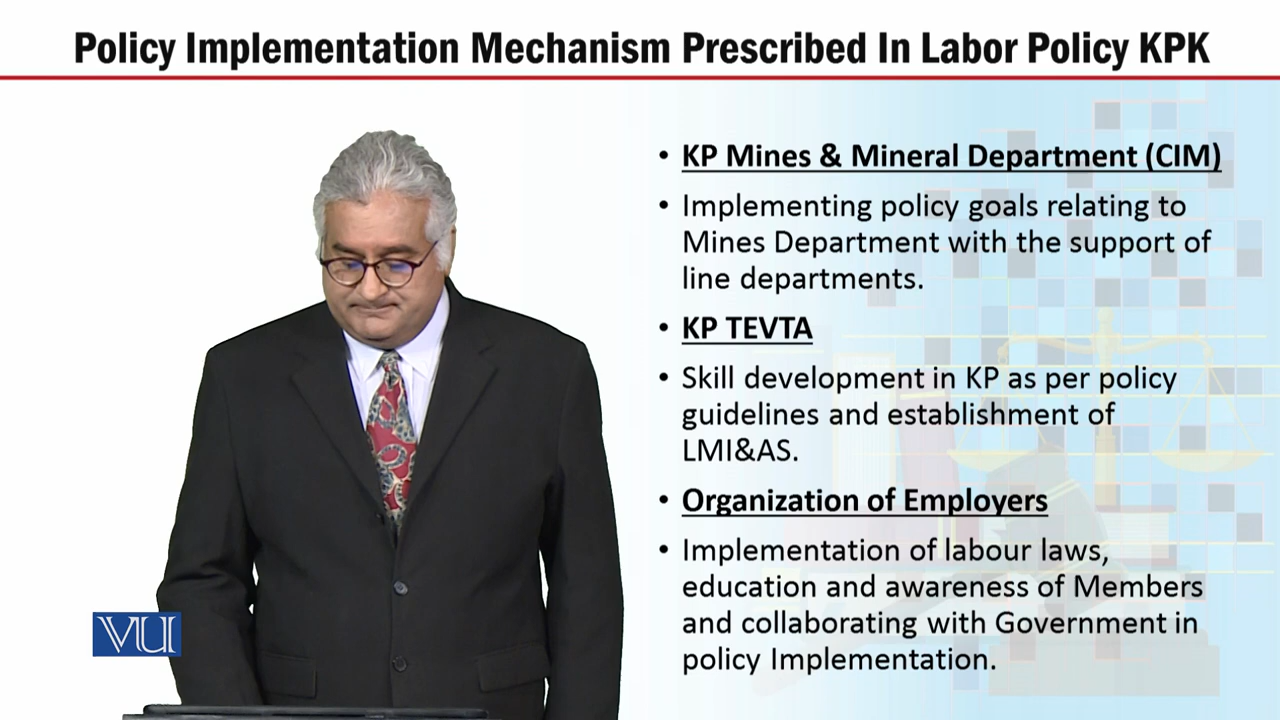 Policy Implementation Mechanism Prescribed In Labor Policy KPK
• KP Mines & Mineral Department (CIM)
• Implementing policy goals relating to
Mines Department with the support of
line departments.
• KP TEVTA
• Skill development in KP as per policy
guidelines and establishment of
LMI&AS.
• Organization of Employers
• Implementation of labour laws,
education and awareness of Members
and collaborating with Government in
policy Implementation.
VU